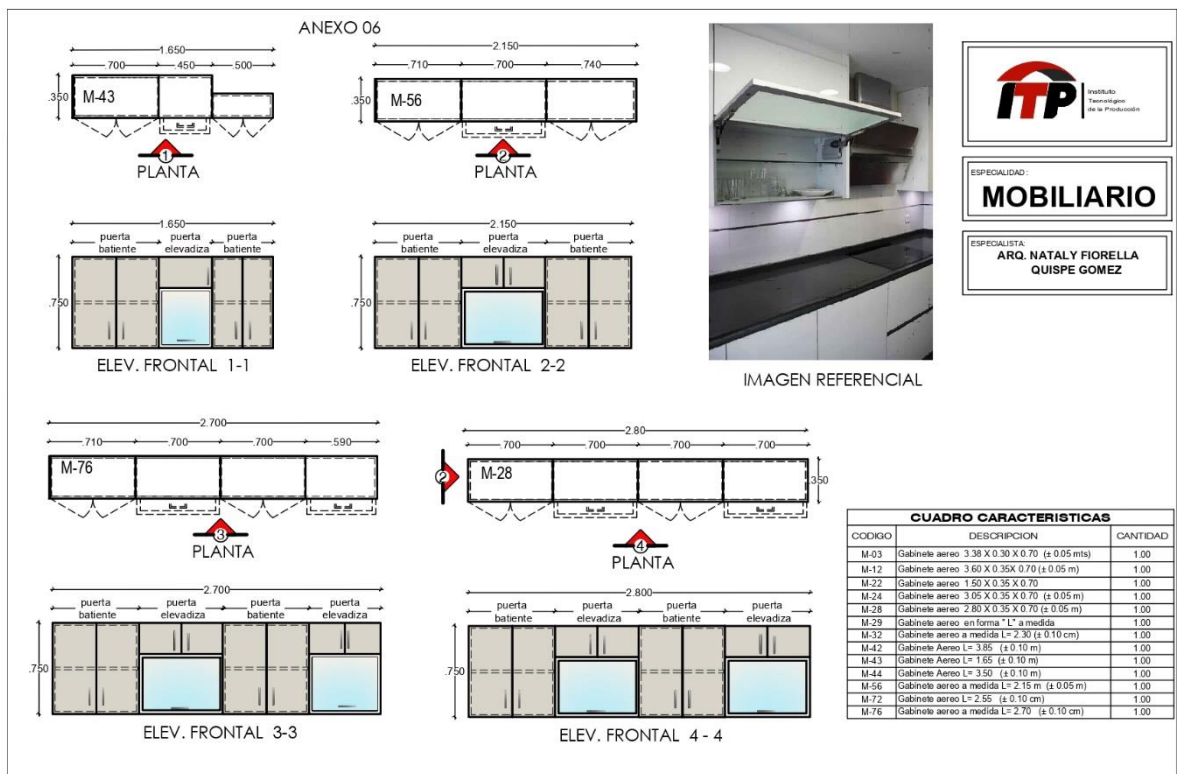 ANEXO 06
1.650
.700 .450 .500
.350
M-43
1
PLANTA
2.150
.710 .700 .740
.350
M-56
2
PLANTA
1.650
puerta batiente
puerta elevadiza
puerta batiente
.750
ELEV. FRONTAL 1-1
2.150
puerta batiente
puerta elevadiza
puerta batiente
.750
ELEV. FRONTAL 2-2
IMAGEN REFERENCIAL
ITP
Instituto
Tecnológico
de la Producción
ESPECIALIDAD:
MOBILIARIO
ESPECIALISTA:
ARQ. NATALY FIORELLA
QUISPE GOMEZ
2.700
.710 .700 .700 .590
M-76
3
PLANTA
2.80
.700 .700 .700 .700
2
M-28
.350
4
PLANTA
2.700
puerta batiente
puerta elevadiza
puerta batiente
puerta elevadiza
.750
ELEV. FRONTAL 3-3
2.800
puerta batiente
puerta elevadiza
puerta batiente
puerta elevadiza
.750
ELEV. FRONTAL 4 - 4
CUADRO CARACTERISTICAS
CODIGO DESCRIPCION CANTIDAD
M-03 Gabinete aereo 3.38 X 0.30 X 0.70 (± 0.05 mts) 1.00
M-12 Gabinete aereo 3.60 X 0.35X 0.70 (± 0.05 m) 1.00
M-22 Gabinete aereo 1.50 X 0.35 X 0.70 1.00
M-24 Gabinete aereo 3.05 X 0.35 X 0.70 (± 0.05 m) 1.00
M-28 Gabinete aereo 2.80 X 0.35 X 0.70 (± 0.05 m) 1.00
M-29 Gabinete aereo en forma " L" a medida 1.00
M-32 Gabinete aereo a medida L= 2.30 (± 0.10 cm) 1.00
M-42 Gabinete Aereo L= 3.85 (± 0.10 m) 1.00
M-43 Gabinete Aereo L= 1.65 (± 0.10 m) 1.00
M-44 Gabinete Aereo L= 3.50 (± 0.10 m) 1.00
M-56 Gabinete aereo a medida L= 2.15 m (± 0.05 m) 1.00
M-72 Gabinete aereo L= 2.55 (± 0.10 cm) 1.00
M-76 Gabinete aereo a medida L= 2.70 (± 0.10 cm) 1.00